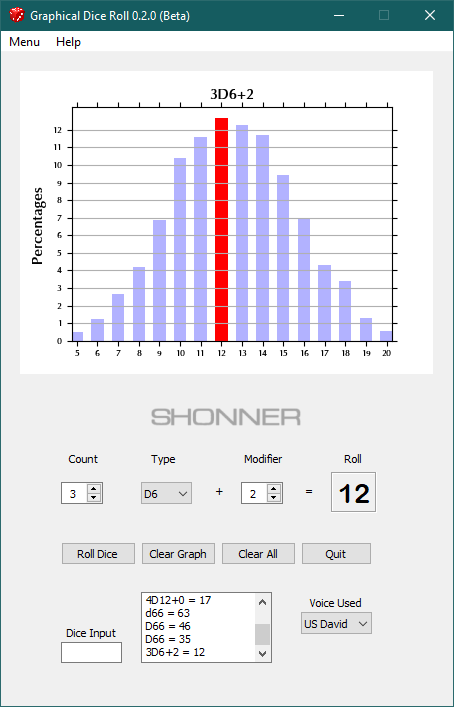 Graphical Dice Roll 0.2.0 (Beta)
Menu Help
3D6+2
Percentages
12
11
10
9
8
7
6
5
4
3
2
1
0
5 6 7 8 9 10 11 12 13 14 15 16 17 18 19 20
SHONNER
Count Type Modifier Roll
3 D6 + 2 = 12
Roll Dice Clear Graph Clear All Quit
Dice Input
4D12+0 = 17
d66 = 63
D66 = 46
D66 = 35
3D6+2 = 12
Voice Used
US David